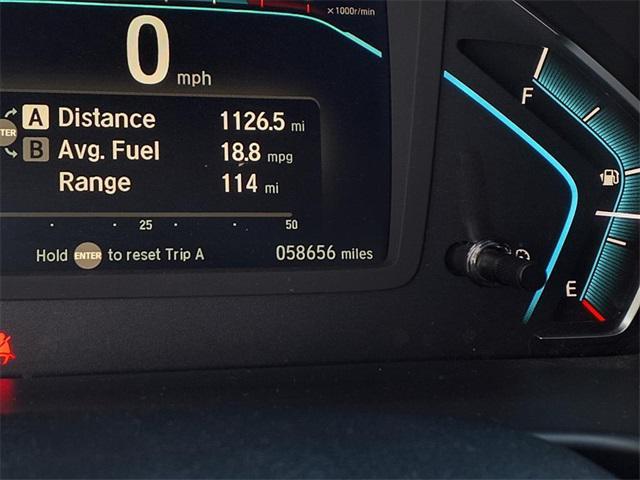 x1000r/min
0 mph
A Distance 1126.5 mi
ENTER
B Avg. Fuel 18.8 mpg
Range 114 mi
25 50
Hold ENTER to reset Trip A 058656 miles
F
E